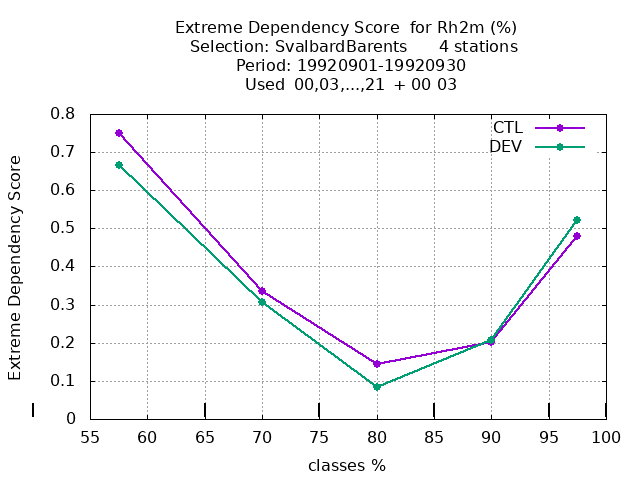 Extreme Dependency Score for Rh2m (%)
Selection: SvalbardBarents 4 stations
Period: 19920901-19920930
Used 00,03,...,21 + 00 03
CTL
DEV
Extreme Dependency Score
0.8
0.7
0.6
0.5
0.4
0.3
0.2
0.1
0
55 60 65 70 75 80 85 90 95 100
classes %